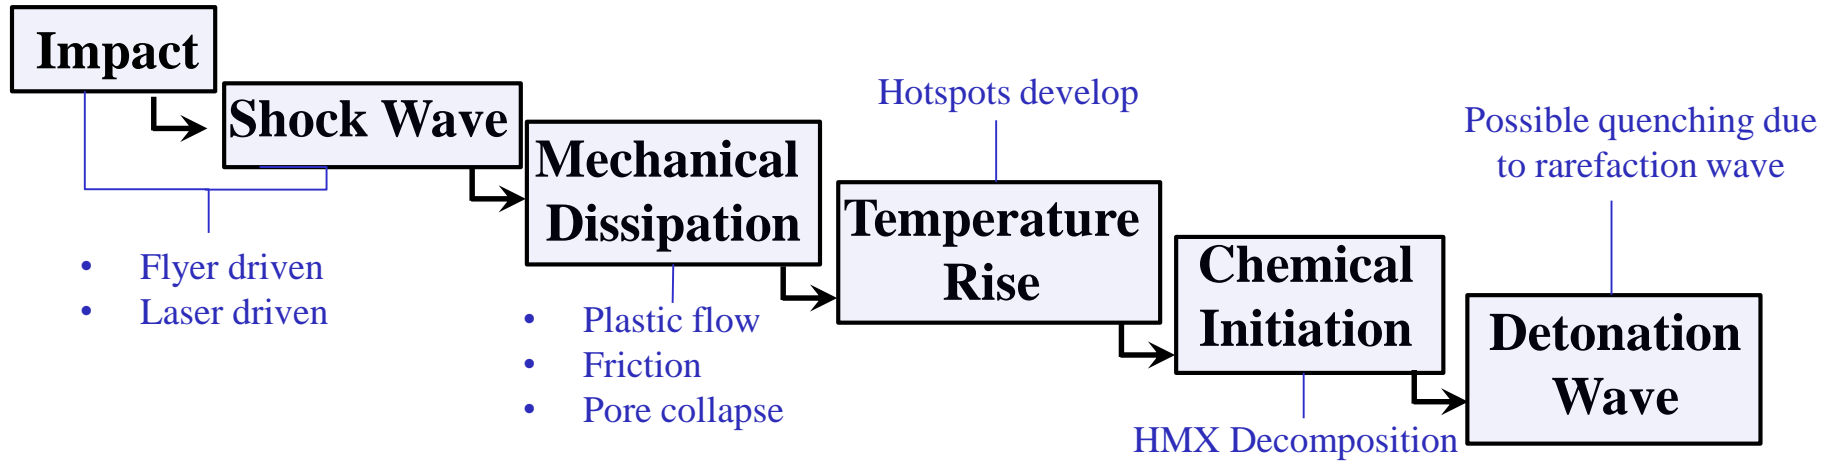 Impact
Shock Wave
• Flyer driven
• Laser driven
Mechanical
Dissipation
• Plastic flow
• Friction
• Pore collapse
Hotspots develop
Temperature
Rise
Chemical
Initiation
HMX Decomposition
Possible quenching due
to rarefaction wave
Detonation
Wave